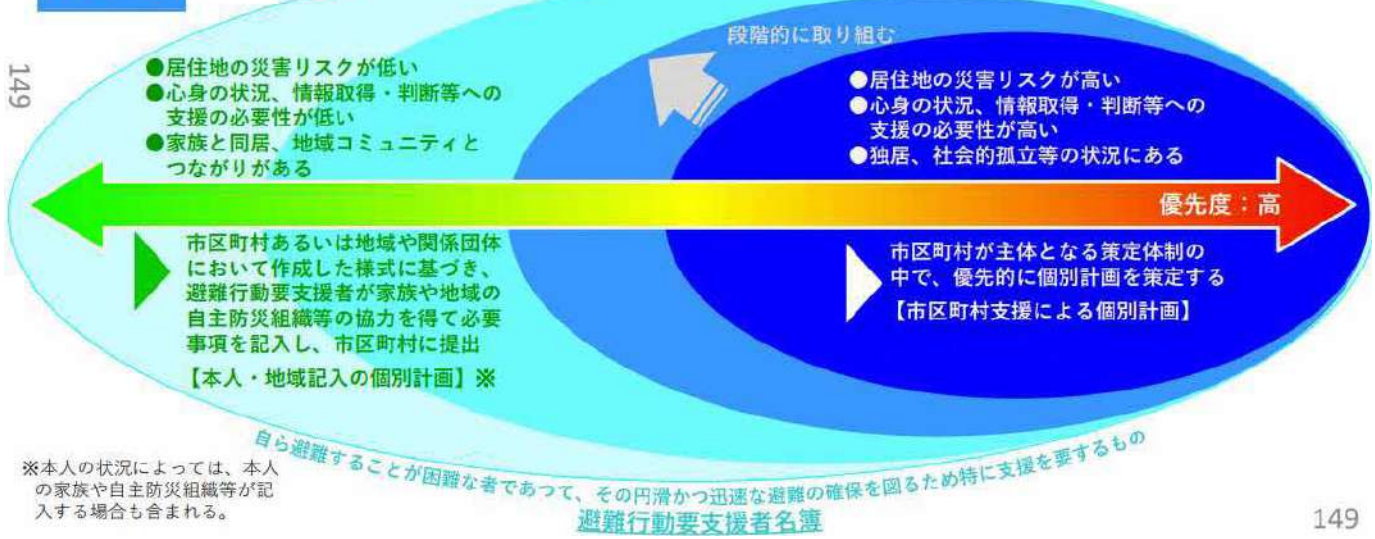 段階的に取り組む
149
●居住地の災害リスクが低い
●心身の状況、情報取得・判断等への
支援の必要性が低い
●家族と同居、地域コミュニティと
つながりがある
●居住地の災害リスクが高い
●心身の状況、情報取得・判断等への
支援の必要性が高い
●独居、社会的孤立等の状況にある
優先度：高
市区町村あるいは地域や関係団体
において作成した様式に基づき、
避難行動要支援者が家族や地域の
自主防災組織等の協力を得て必要
事項を記入し、市区町村に提出
【本人・地域記入の個別計画】※
市区町村が主体となる策定体制の
中で、優先的に個別計画を策定する
【市区町村支援による個別計画】
自ら避難することが困難な者であつて、その円滑かつ迅速な避難の確保を図るため特に支援を要するもの
避難行動要支援者名簿
※本人の状況によっては、本人
の家族や自主防災組織等が記
入する場合も含まれる。
149